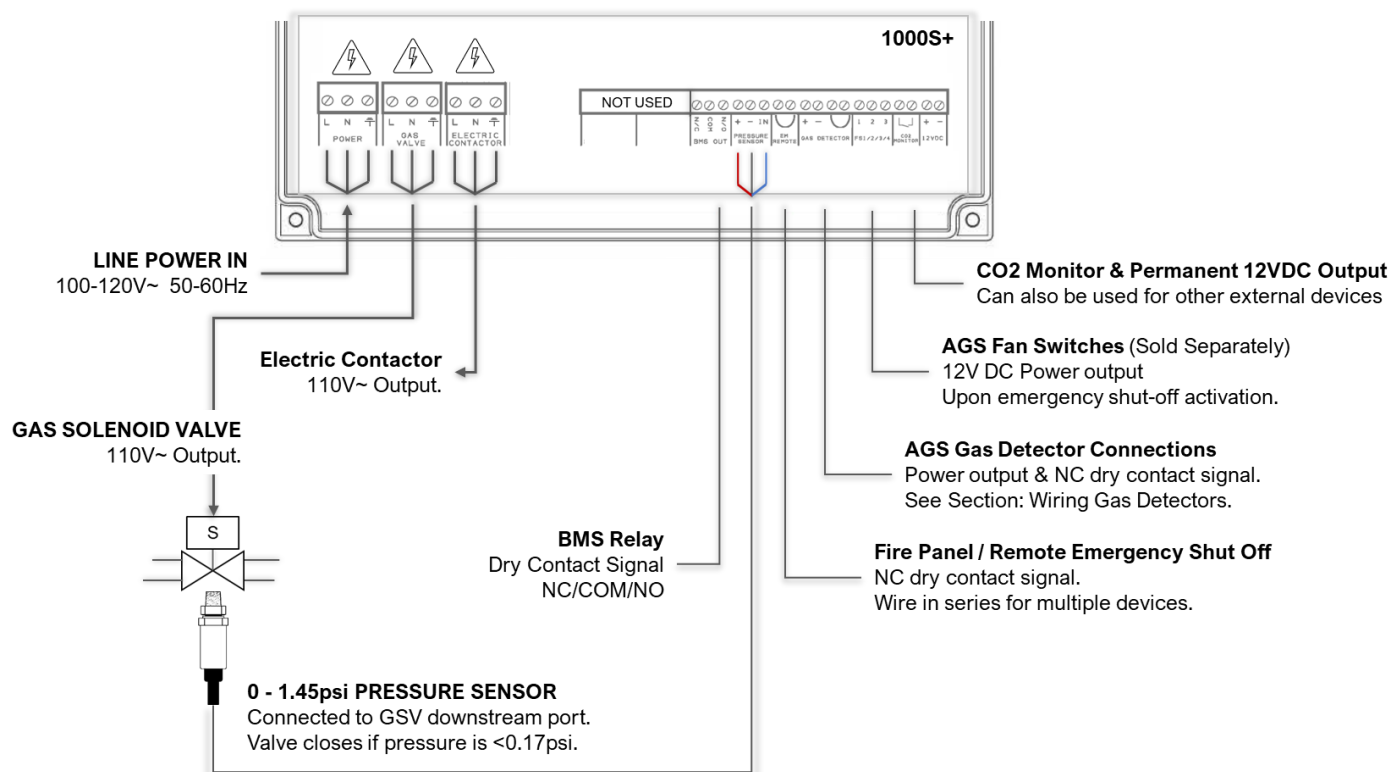 1000S+
NOT USED
L N
POWER
L N
GAS
VALVE
L N
ELECTRIC
CONTACTOR
N/C COM N/O
BMS OUT
+ − IN
PRESSURE
SENSOR
EM
REMOTE
+ −
GAS DETECTOR
1 2 3
PSI/2/3/4
CO2
MONITOR
+ −
12VDC
LINE POWER IN
100-120V~ 50-60Hz
Electric Contactor
110V~ Output.
GAS SOLENOID VALVE
110V~ Output.
S
0 - 1.45psi PRESSURE SENSOR
Connected to GSV downstream port.
Valve closes if pressure is <0.17psi.
BMS Relay
Dry Contact Signal
NC/COM/NO
CO2 Monitor & Permanent 12VDC Output
Can also be used for other external devices
AGS Fan Switches (Sold Separately)
12V DC Power output
Upon emergency shut-off activation.
AGS Gas Detector Connections
Power output & NC dry contact signal.
See Section: Wiring Gas Detectors.
Fire Panel / Remote Emergency Shut Off
NC dry contact signal.
Wire in series for multiple devices.